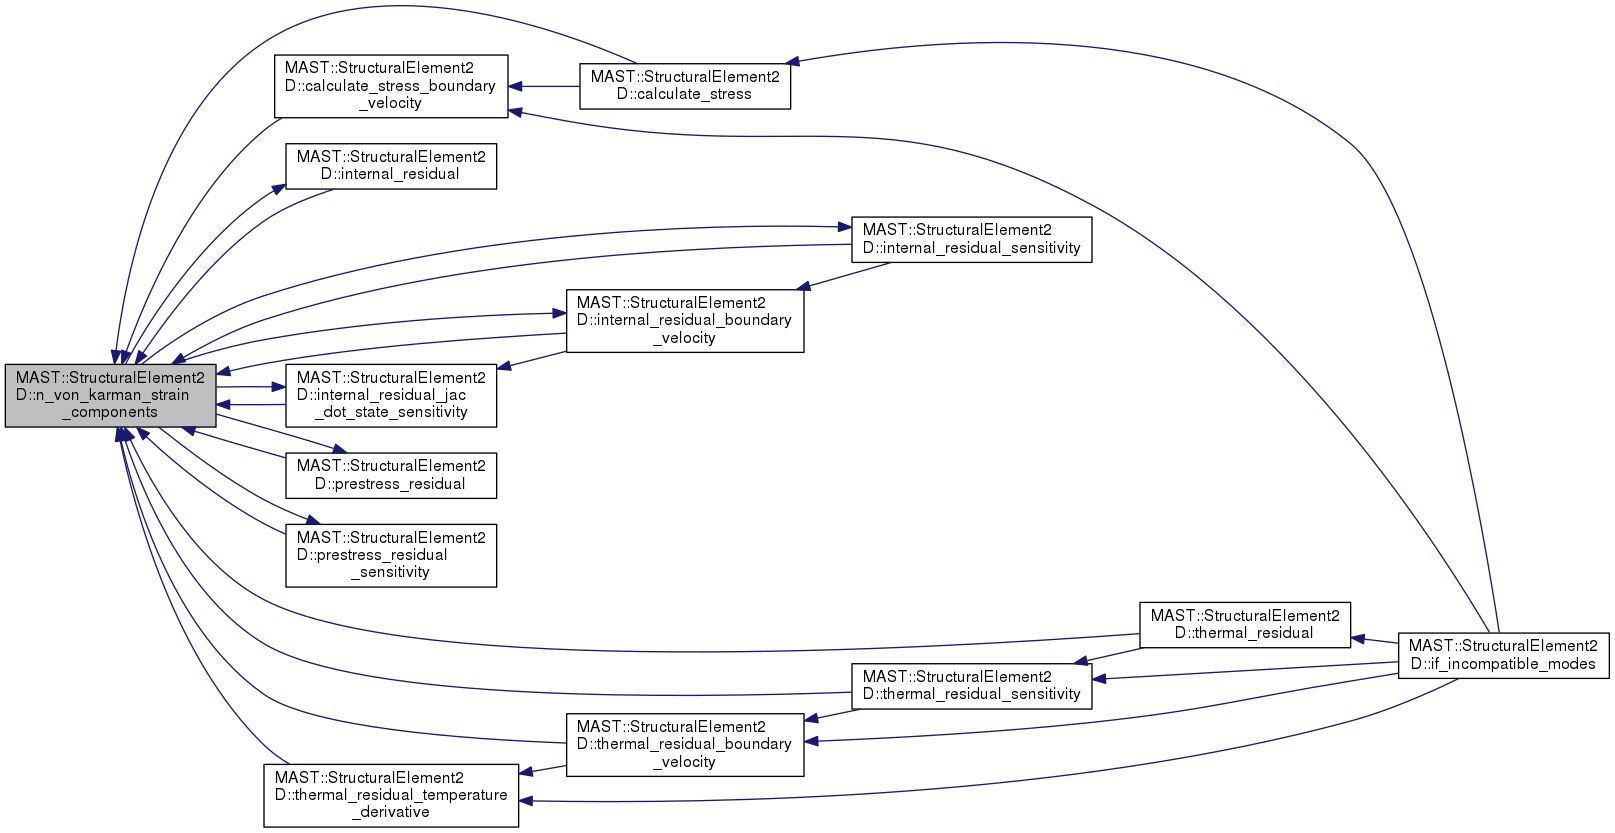 MAST::StructuralElement2
D::calculate_stress_boundary
_velocity
MAST::StructuralElement2
D::calculate_stress
MAST::StructuralElement2
D::internal_residual
MAST::StructuralElement2
D::internal_residual_sensitivity
MAST::StructuralElement2
D::internal_residual_boundary
_velocity
MAST::StructuralElement2
D::n_von_karman_strain
_components
MAST::StructuralElement2
D::internal_residual_jac
_dot_state_sensitivity
MAST::StructuralElement2
D::prestress_residual
MAST::StructuralElement2
D::prestress_residual
_sensitivity
MAST::StructuralElement2
D::thermal_residual
MAST::StructuralElement2
D::if_incompatible_modes
MAST::StructuralElement2
D::thermal_residual_sensitivity
MAST::StructuralElement2
D::thermal_residual_boundary
_velocity
MAST::StructuralElement2
D::thermal_residual_temperature
_derivative